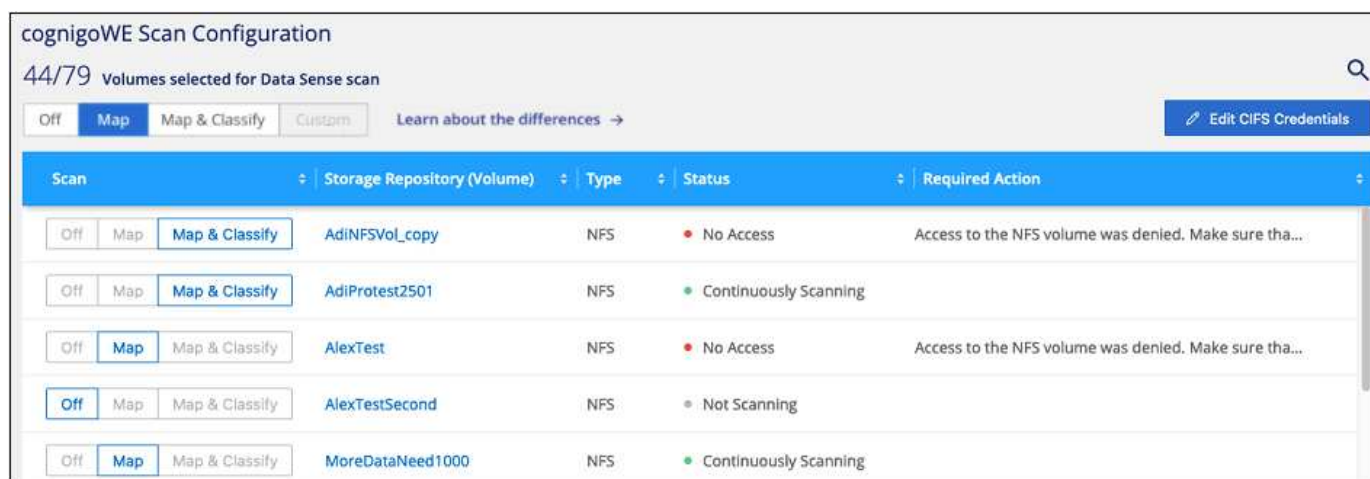 cognigoWE Scan Configuration
44/79 Volumes selected for Data Sense scan
Off Map Map & Classify Custom Learn about the differences → Edit CIFS Credentials
Scan Storage Repository (Volume) Type Status Required Action
Off Map Map & Classify AdiNFSVol_copy NFS No Access Access to the NFS volume was denied. Make sure tha...
Off Map Map & Classify AdiProtest2501 NFS Continuously Scanning
Off Map Map & Classify AlexTest NFS No Access Access to the NFS volume was denied. Make sure tha...
Off Map Map & Classify AlexTestSecond NFS Not Scanning
Off Map Map & Classify MoreDataNeed1000 NFS Continuously Scanning